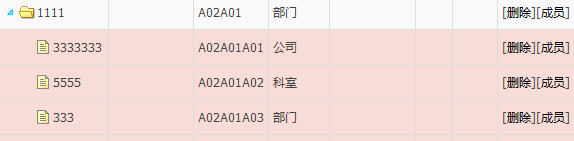 1111 A02A01 部门 [删除][成员]
3333333 A02A01A01 公司 [删除][成员]
5555 A02A01A02 科室 [删除][成员]
333 A02A01A03 部门 [删除][成员]